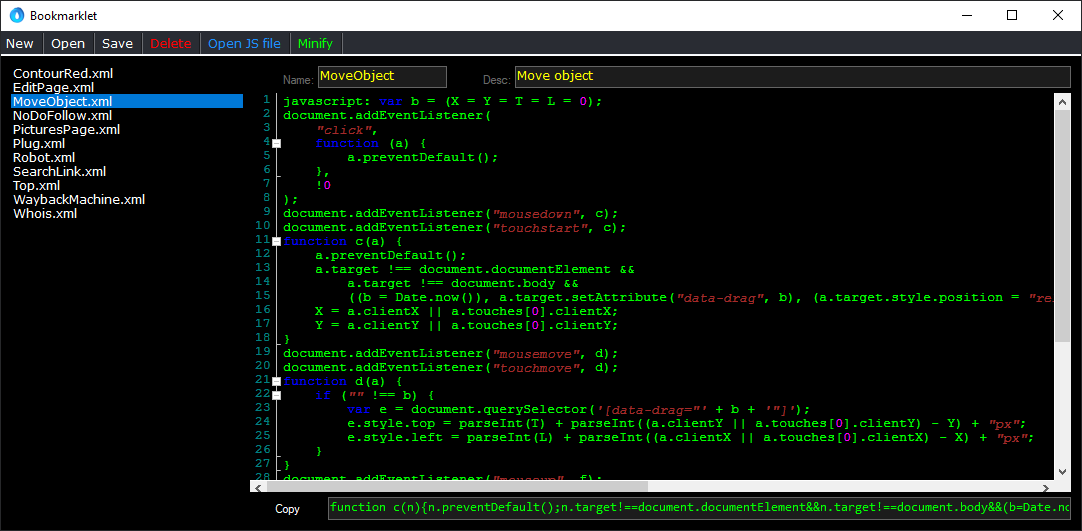 Bookmarklet
New Open Save Delete Open JS file Minify
ContourRed.xml
EditPage.xml
MoveObject.xml
NoDoFollow.xml
PicturesPage.xml
Plug.xml
Robot.xml
SearchLink.xml
Top.xml
WaybackMachine.xml
Whois.xml
Name: MoveObject Desc: Move object
1 javascript: var b = (X = Y = T = L = 0);
2 document.addEventListener(
3 "click",
4 function (a) {
5 a.preventDefault();
6 },
7 !0
8 );
9 document.addEventListener("mousedown", c);
10 document.addEventListener("touchstart", c);
11 function c(a) {
12 a.preventDefault();
13 a.target !== document.documentElement &&
14 a.target !== document.body &&
15 ((b = Date.now()), a.target.setAttribute("data-drag", b), (a.target.style.position = "rel
16 X = a.clientX || a.touches[0].clientX;
17 Y = a.clientY || a.touches[0].clientY;
18 }
19 document.addEventListener("mousemove", d);
20 document.addEventListener("touchmove", d);
21 function d(a) {
22 if ("" !== b) {
23 var e = document.querySelector('[data-drag="' + b + '"]');
24 e.style.top = parseInt(T) + parseInt((a.clientY || a.touches[0].clientY) - Y) + "px";
25 e.style.left = parseInt(L) + parseInt((a.clientX || a.touches[0].clientX) - X) + "px";
26 }
27 }
28 document.addEventListener("mouseup", f);
Copy function c(n){n.preventDefault();n.target!==document.documentElement&&n.target!==document.body&&(b=Date.no